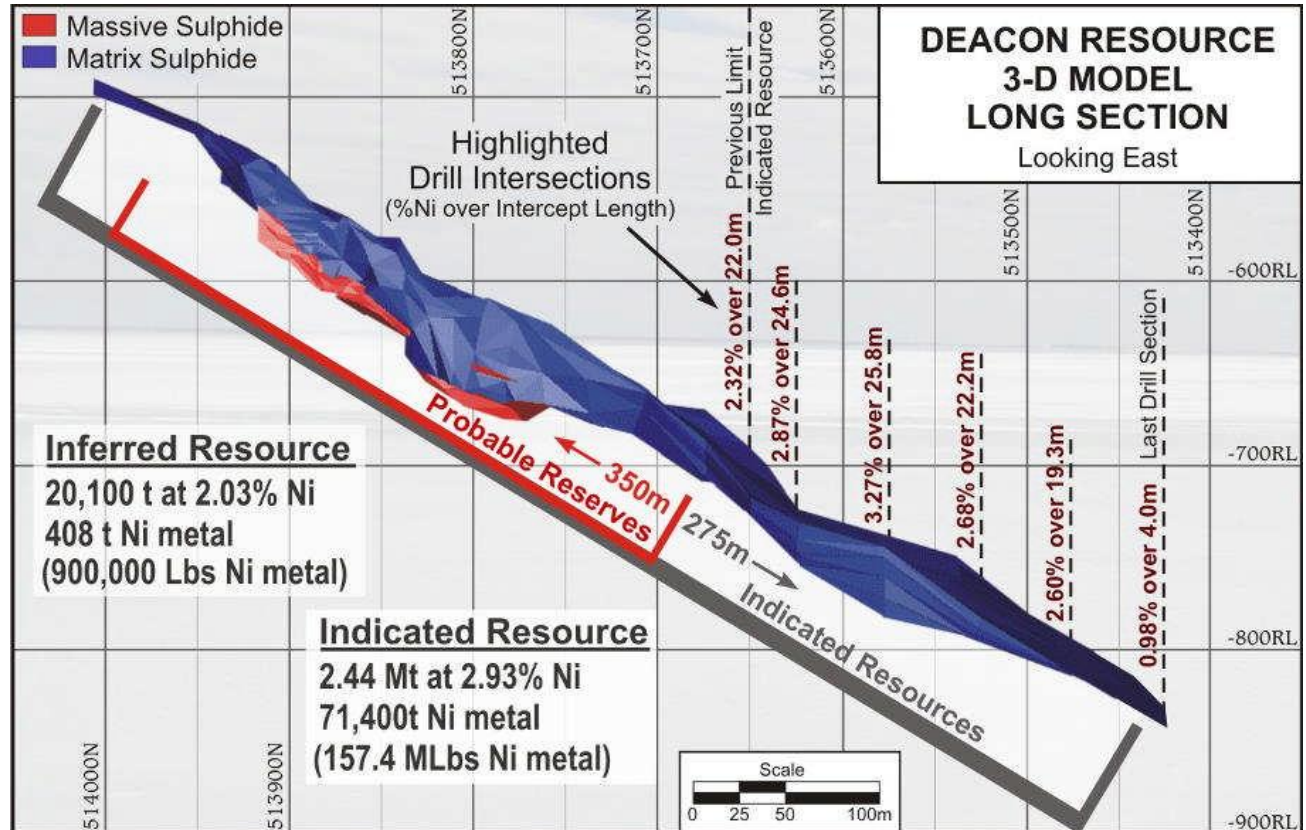 Massive Sulphide
Matrix Sulphide
DEACON RESOURCE
3-D MODEL
LONG SECTION
Looking East
513800N
513700N
513600N
513500N
513400N
Previous Limit
Indicated Resource
Highlighted
Drill Intersections
(%Ni over Intercept Length)
2.32% over 22.0m
2.87% over 24.6m
3.27% over 25.8m
2.68% over 22.2m
2.60% over 19.3m
0.98% over 4.0m
Last Drill Section
-600RL
-700RL
-800RL
-900RL
Probable Reserves
350m
275m
Indicated Resources
Inferred Resource
20,100 t at 2.03% Ni
408 t Ni metal
(900,000 Lbs Ni metal)
Indicated Resource
2.44 Mt at 2.93% Ni
71,400t Ni metal
(157.4 MLbs Ni metal)
514000N
513900N
Scale
0 25 50 100m